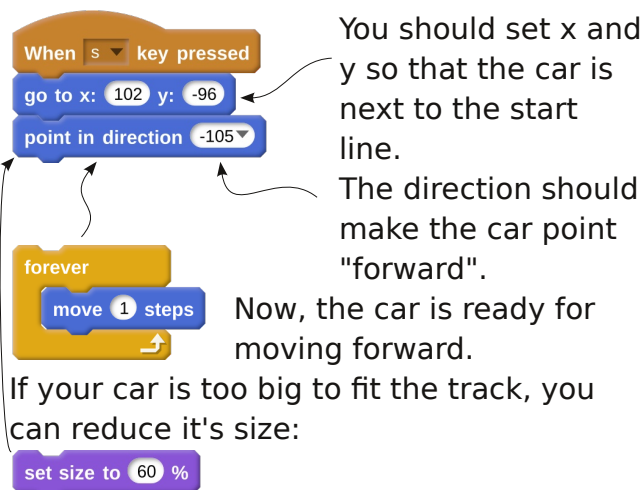 When s key pressed
go to x: 102 y: -96
point in direction -105
You should set x and
y so that the car is
next to the start
line.
The direction should
make the car point
"forward".
forever
move 1 steps
Now, the car is ready for
moving forward.
If your car is too big to fit the track, you
can reduce it's size:
set size to 60 %